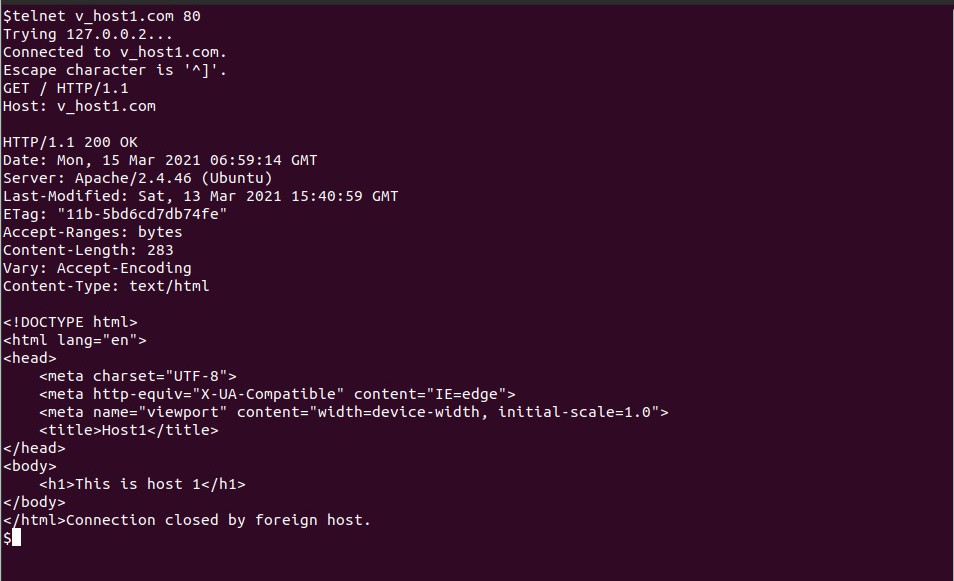 $telnet v_host1.com 80
Trying 127.0.0.2...
Connected to v_host1.com.
Escape character is '^]'.
GET / HTTP/1.1
Host: v_host1.com

HTTP/1.1 200 OK
Date: Mon, 15 Mar 2021 06:59:14 GMT
Server: Apache/2.4.46 (Ubuntu)
Last-Modified: Sat, 13 Mar 2021 15:40:59 GMT
ETag: "11b-5bd6cd7db74fe"
Accept-Ranges: bytes
Content-Length: 283
Vary: Accept-Encoding
Content-Type: text/html

<!DOCTYPE html>
<html lang="en">
<head>
    <meta charset="UTF-8">
    <meta http-equiv="X-UA-Compatible" content="IE=edge">
    <meta name="viewport" content="width=device-width, initial-scale=1.0">
    <title>Host1</title>
</head>
<body>
    <h1>This is host 1</h1>
</body>
</html>Connection closed by foreign host.
$